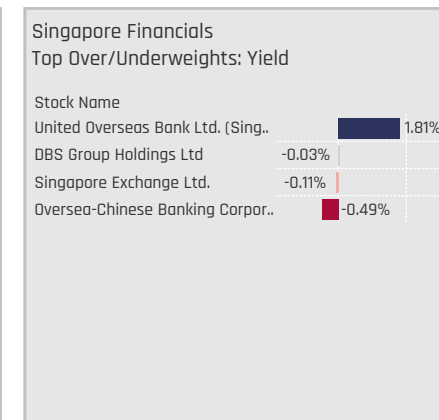 Singapore Financials
Top Over/Underweights: Yield
Stock Name
United Overseas Bank Ltd. (Sing.. 1.81%
DBS Group Holdings Ltd -0.03%
Singapore Exchange Ltd. -0.11%
Oversea-Chinese Banking Corpor.. -0.49%